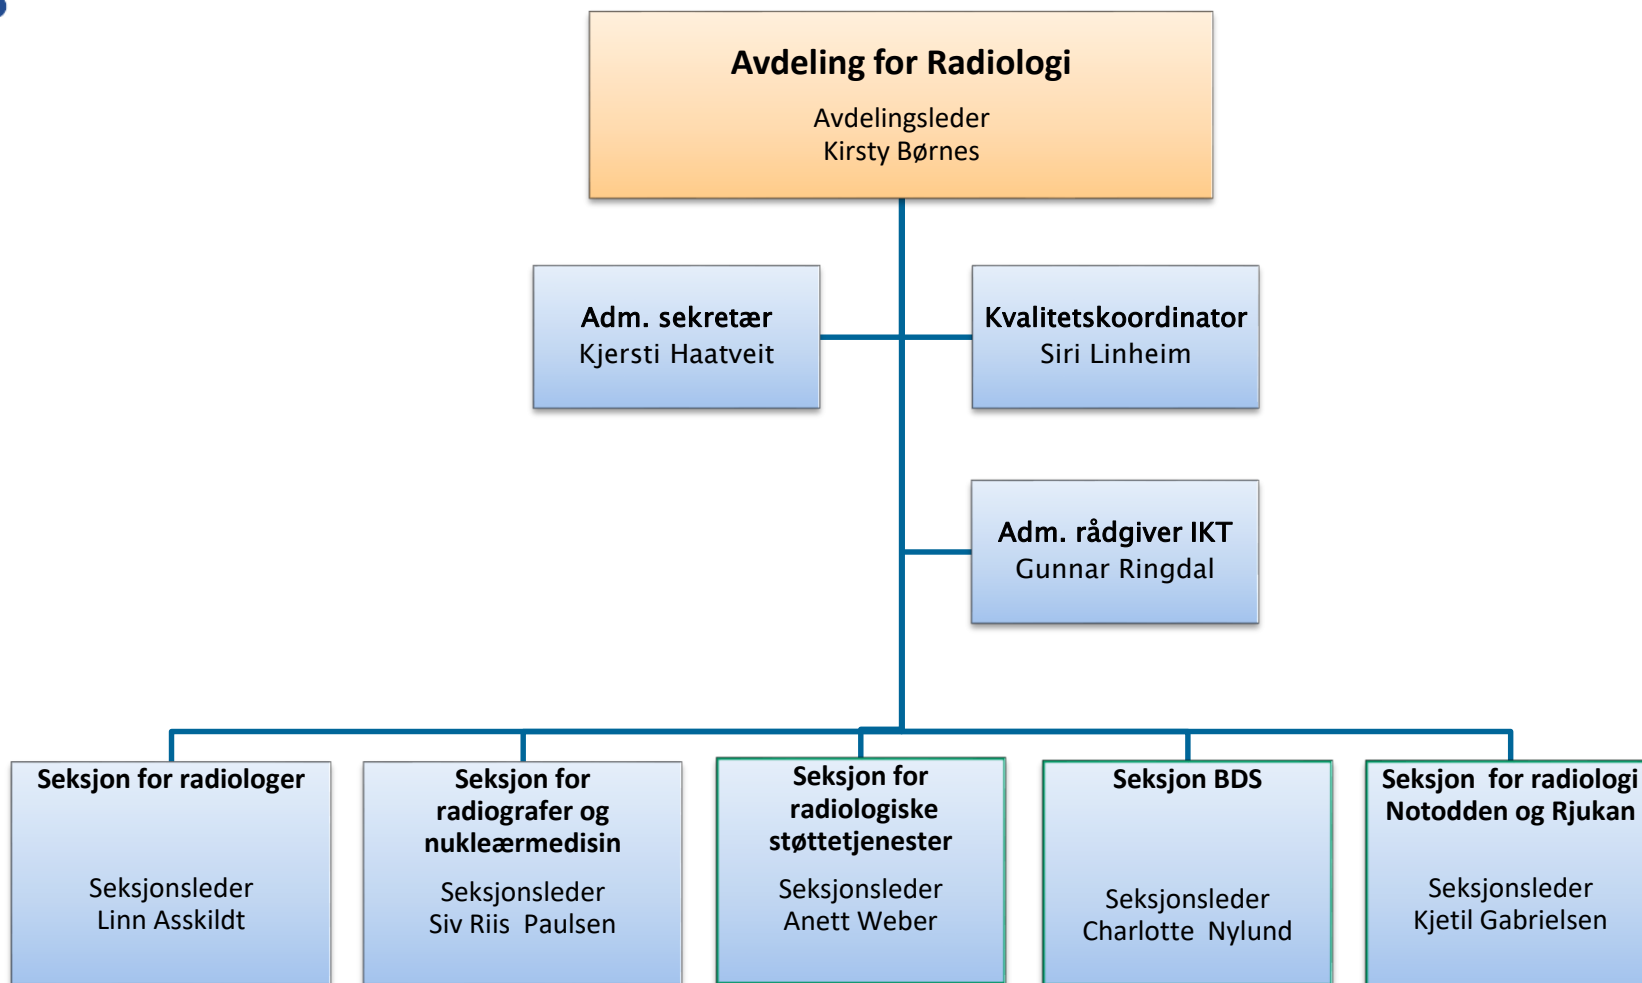 Avdeling for Radiologi
Avdelingsleder
Kirsty Børnes
Adm. sekretær
Kjersti Haatveit
Kvalitetskoordinator
Siri Linheim
Adm. rådgiver IKT
Gunnar Ringdal
Seksjon for radiologer
Seksjonsleder
Linn Asskildt
Seksjon for
radiografer og
nukleærmedisin
Seksjonsleder
Siv Riis Paulsen
Seksjon for
radiologiske
støttetjenester
Seksjonsleder
Anett Weber
Seksjon BDS
Seksjonsleder
Charlotte Nylund
Seksjon for radiologi
Notodden og Rjukan
Seksjonsleder
Kjetil Gabrielsen